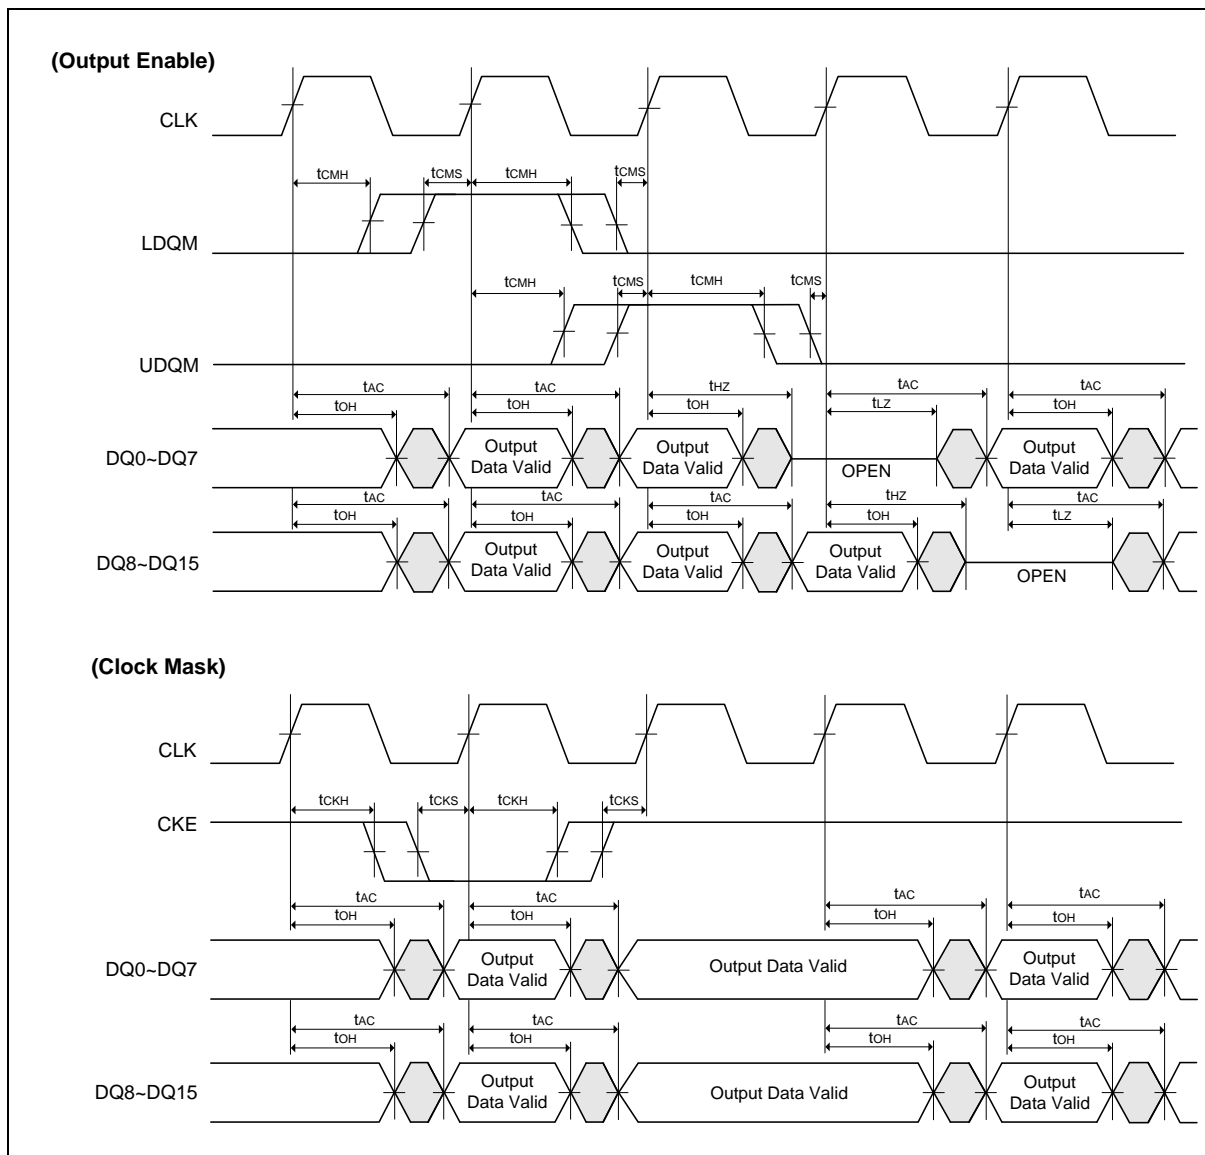 (Output Enable)
CLK
tCMH tCMS tCMH tCMS
LDQM
tCMH tCMS tCMH tCMS
UDQM
tAC tAC tHZ tAC tAC
tOH tOH tOH tLZ tOH
DQ0~DQ7
Output Data Valid
Output Data Valid
OPEN
Output Data Valid
tAC tAC tAC tHZ tAC
tOH tOH tOH tOH tLZ
DQ8~DQ15
Output Data Valid
Output Data Valid
Output Data Valid
OPEN
(Clock Mask)
CLK
tCKH tCKS tCKH tCKS
CKE
tAC tAC tAC tAC
tOH tOH tOH tOH
DQ0~DQ7
Output Data Valid
Output Data Valid
Output Data Valid
tAC tAC tAC tAC
tOH tOH tOH tOH
DQ8~DQ15
Output Data Valid
Output Data Valid
Output Data Valid